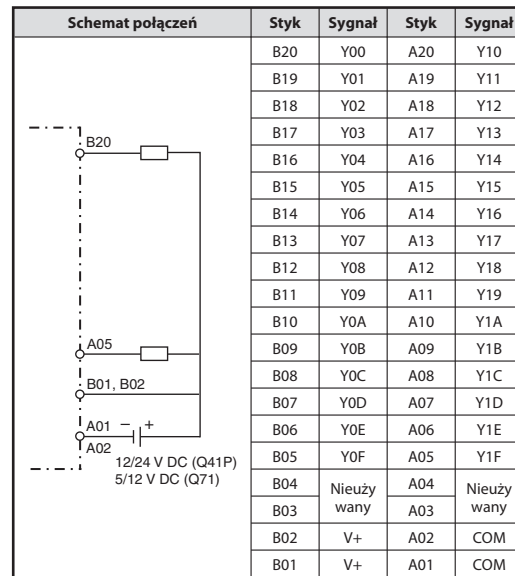 Schemat połączeń Styk Sygnał Styk Sygnał
B20 Y00 A20 Y10
B19 Y01 A19 Y11
B18 Y02 A18 Y12
B17 Y03 A17 Y13
B16 Y04 A16 Y14
B15 Y05 A15 Y15
B14 Y06 A14 Y16
B13 Y07 A13 Y17
B12 Y08 A12 Y18
B11 Y09 A11 Y19
B10 Y0A A10 Y1A
B09 Y0B A09 Y1B
B08 Y0C A08 Y1C
B07 Y0D A07 Y1D
B06 Y0E A06 Y1E
B05 Y0F A05 Y1F
B04 Nieuży A04 Nieuży
B03 wany A03 wany
B02 V+ A02 COM
B01 V+ A01 COM
B20
A05
B01, B02
A01 – +
A02
12/24 V DC (Q41P)
5/12 V DC (Q71)